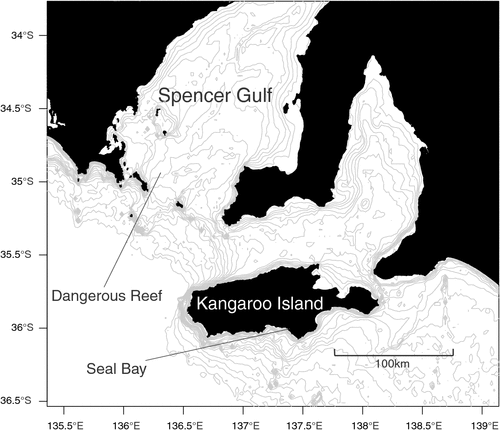 34°S
Spencer Gulf
34.5°S
35°S
35.5°S
Dangerous Reef
Kangaroo Island
36°S
Seal Bay
100km
36.5°S
135.5°E 136°E 136.5°E 137°E 137.5°E 138°E 138.5°E 139°E